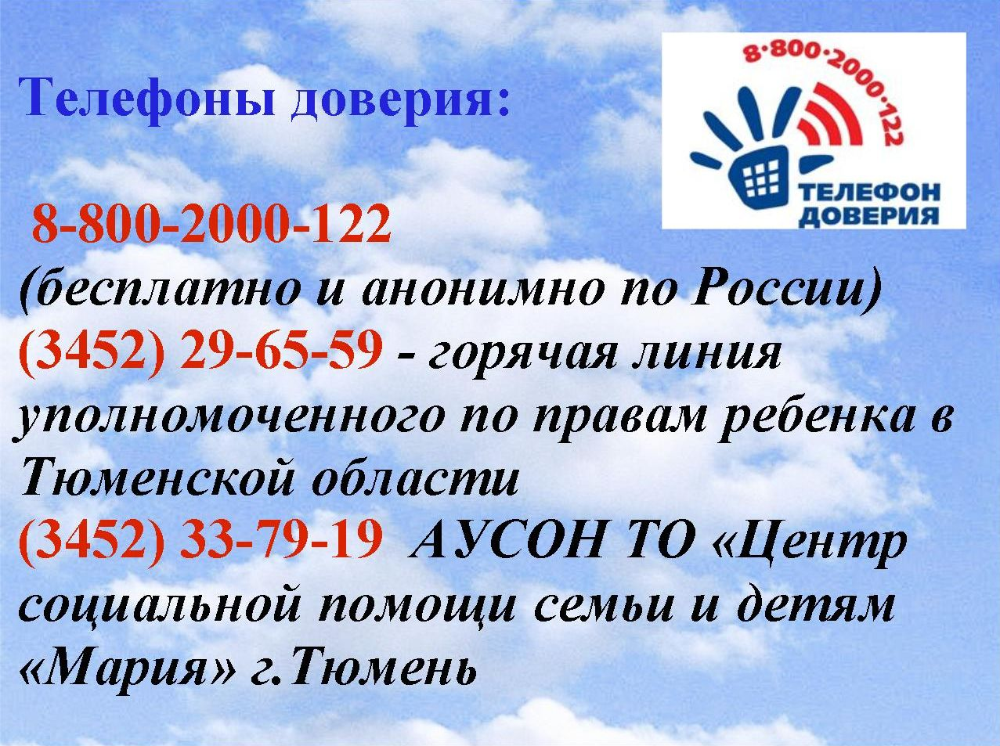 Телефоны доверия:
8·800·2000·122
ТЕЛЕФОН
ДОВЕРИЯ
8-800-2000-122
(бесплатно и анонимно по России)
(3452) 29-65-59 - горячая линия
уполномоченного по правам ребенка в
Тюменской области
(3452) 33-79-19 АУСОН ТО «Центр
социальной помощи семьи и детям
«Мария» г.Тюмень